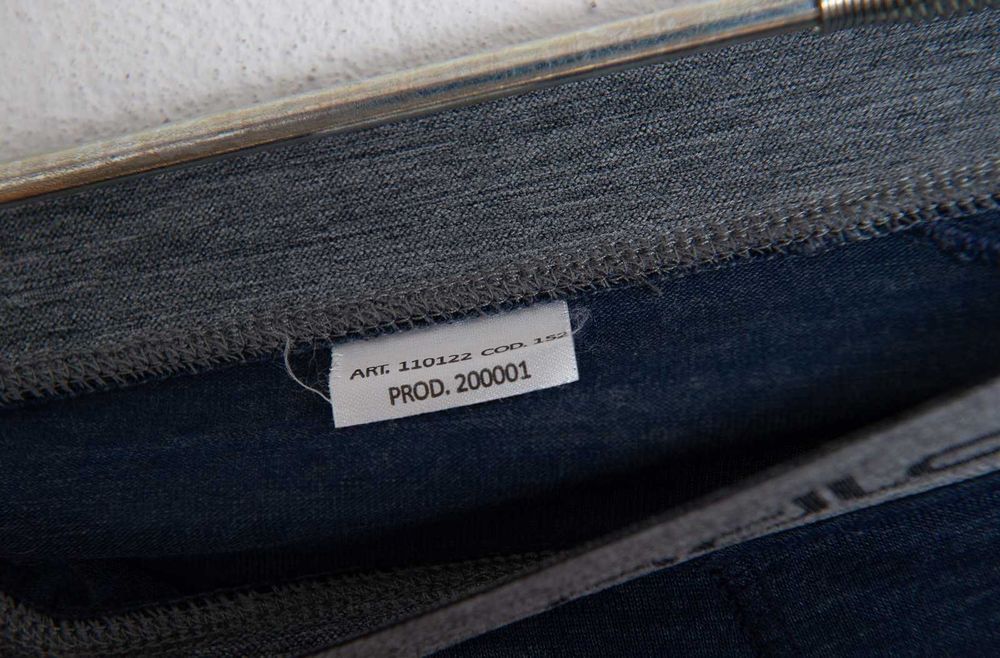 ART. 110122 COD. 152
PROD. 200001